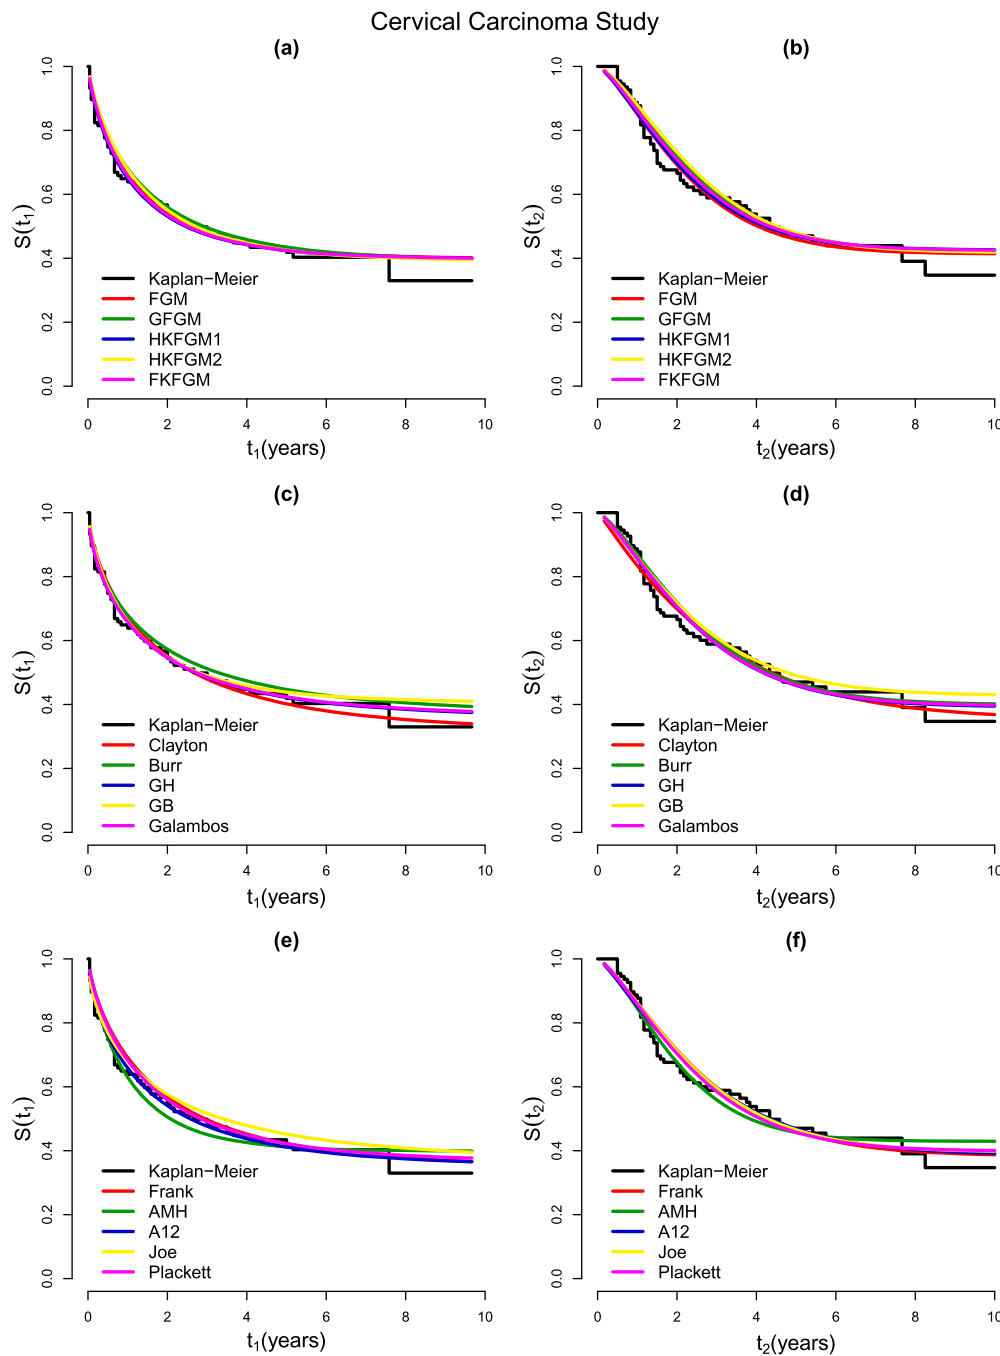 Cervical Carcinoma Study
(a)
S(t₁)
1.0
0.8
0.6
0.4
0.2
0.0
Kaplan−Meier
FGM
GFGM
HKFGM1
HKFGM2
FKFGM
0 2 4 6 8 10
t₁(years)
(b)
S(t₂)
1.0
0.8
0.6
0.4
0.2
0.0
Kaplan−Meier
FGM
GFGM
HKFGM1
HKFGM2
FKFGM
0 2 4 6 8 10
t₂(years)
(c)
S(t₁)
1.0
0.8
0.6
0.4
0.2
0.0
Kaplan−Meier
Clayton
Burr
GH
GB
Galambos
0 2 4 6 8 10
t₁(years)
(d)
S(t₂)
1.0
0.8
0.6
0.4
0.2
0.0
Kaplan−Meier
Clayton
Burr
GH
GB
Galambos
0 2 4 6 8 10
t₂(years)
(e)
S(t₁)
1.0
0.8
0.6
0.4
0.2
0.0
Kaplan−Meier
Frank
AMH
A12
Joe
Plackett
0 2 4 6 8 10
t₁(years)
(f)
S(t₂)
1.0
0.8
0.6
0.4
0.2
0.0
Kaplan−Meier
Frank
AMH
A12
Joe
Plackett
0 2 4 6 8 10
t₂(years)